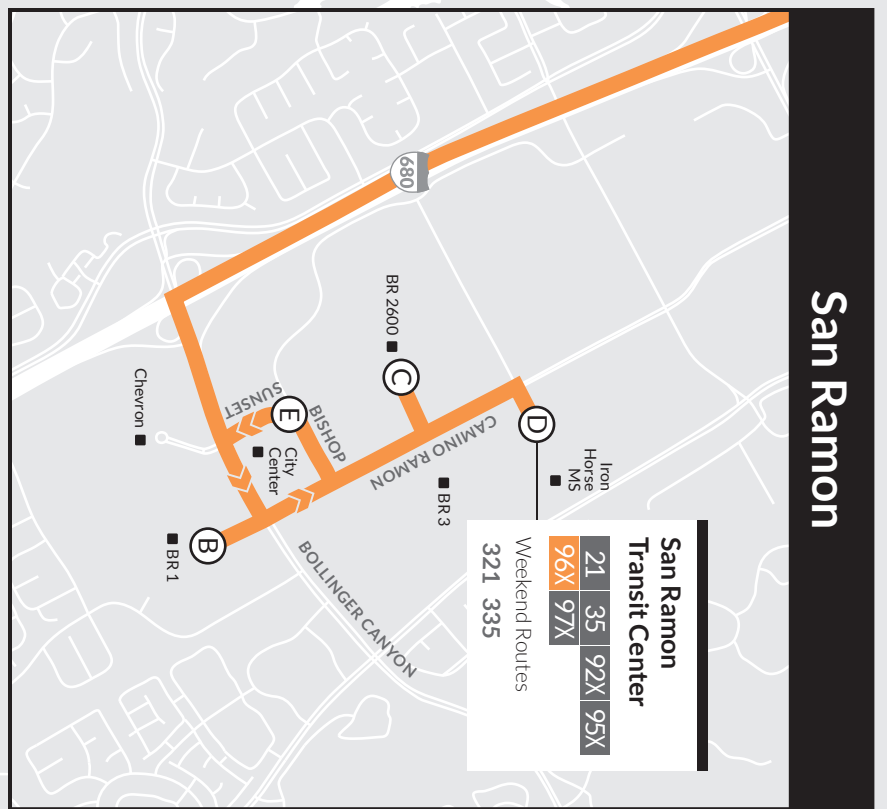 San Ramon
680
San Ramon
Transit Center
21 35 92X 95X
96X 97X
Weekend Routes
321 335
Iron
Horse
MS
D
CAMINO RAMON
BR 3
BR 2600
C
BISHOP
SUNSET
E
City
Center
BOLLINGER CANYON
Chevron
B
BR 1